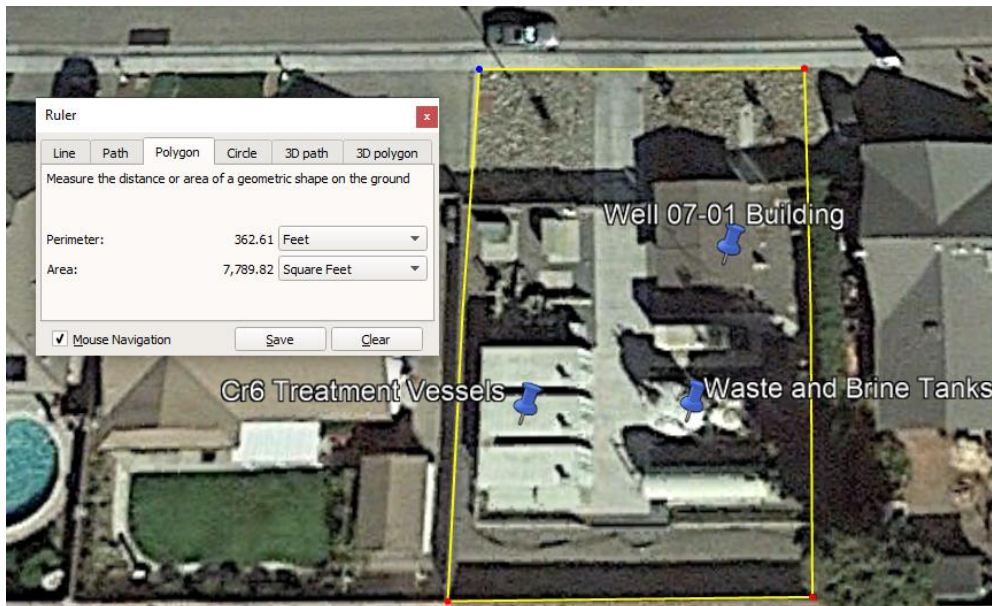 Ruler
x
Line Path Polygon Circle 3D path 3D polygon
Measure the distance or area of a geometric shape on the ground
Perimeter: 362.61 Feet
Area: 7,789.82 Square Feet
Mouse Navigation Save Clear
Well 07-01 Building
Cr6 Treatment Vessels
Waste and Brine Tanks